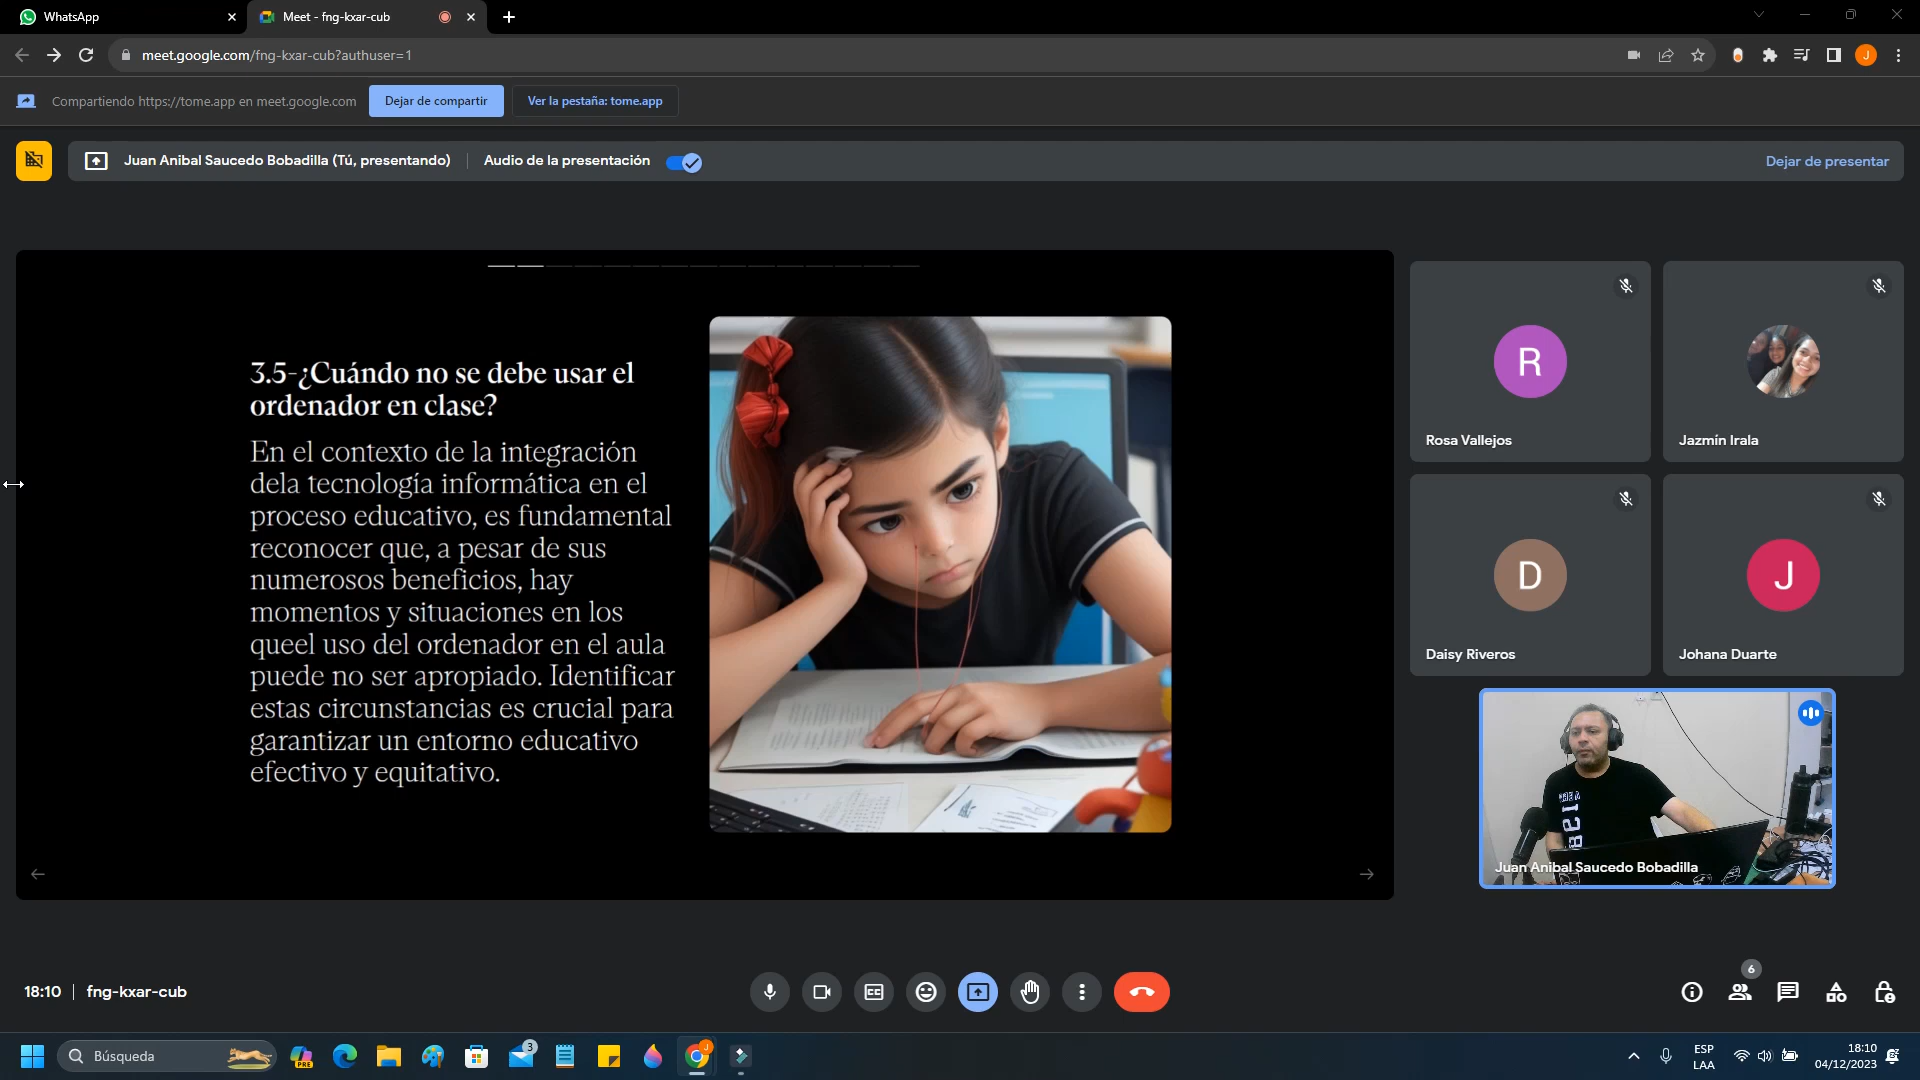 WhatsApp
Meet - fng-kxar-cub
meet.google.com/fng-kxar-cub?authuser=1
J
Compartiendo https://tome.app en meet.google.com
Dejar de compartir
Ver la pestaña: tome.app
Juan Anibal Saucedo Bobadilla (Tú, presentando)
Audio de la presentación
Dejar de presentar
3.5-¿Cuándo no se debe usar el
ordenador en clase?
En el contexto de la integración
dela tecnología informática en el
proceso educativo, es fundamental
reconocer que, a pesar de sus
numerosos beneficios, hay
momentos y situaciones en los
queel uso del ordenador en el aula
puede no ser apropiado. Identificar
estas circunstancias es crucial para
garantizar un entorno educativo
efectivo y equitativo.
R
Rosa Vallejos
Jazmín Irala
D
Daisy Riveros
J
Johana Duarte
Juan Anibal Saucedo Bobadilla
18:10 | fng-kxar-cub
CC
6
Búsqueda
PRE
3
J
ESP
LAA
18:10
04/12/2023